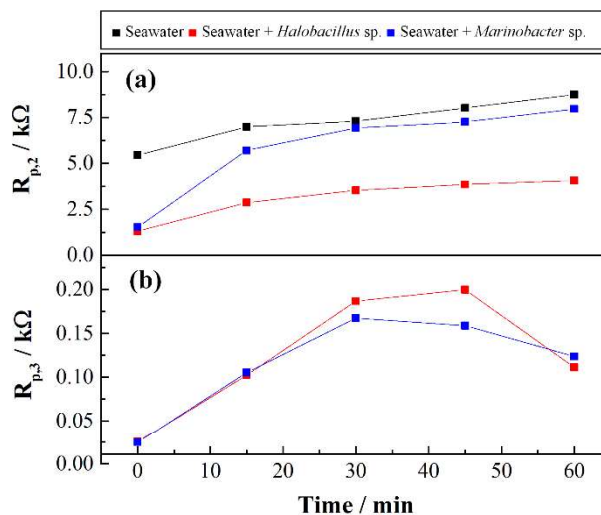 Seawater Seawater + Halobacillus sp. Seawater + Marinobacter sp.
(a)
10.0
7.5
5.0
2.5
0.0
R_p,2 / kΩ
(b)
0.20
0.15
0.10
0.05
0.00
R_p,3 / kΩ
0 10 20 30 40 50 60
Time / min